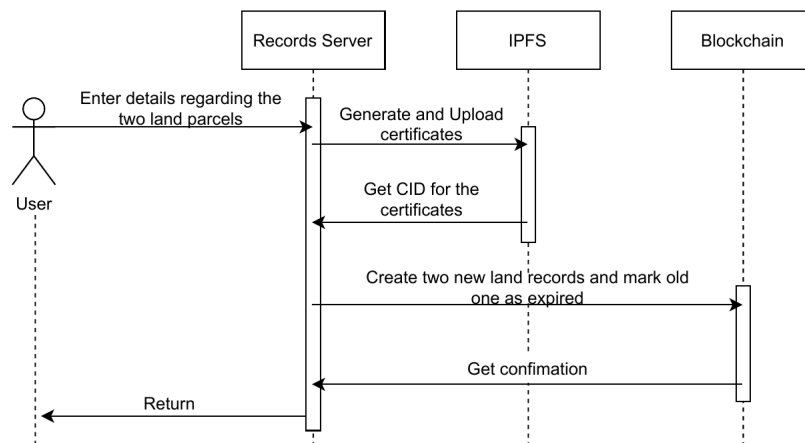 Records Server
IPFS
Blockchain
Enter details regarding the
two land parcels
Generate and Upload
certificates
User
Get CID for the
certificates
Create two new land records and mark old
one as expired
Get confimation
Return